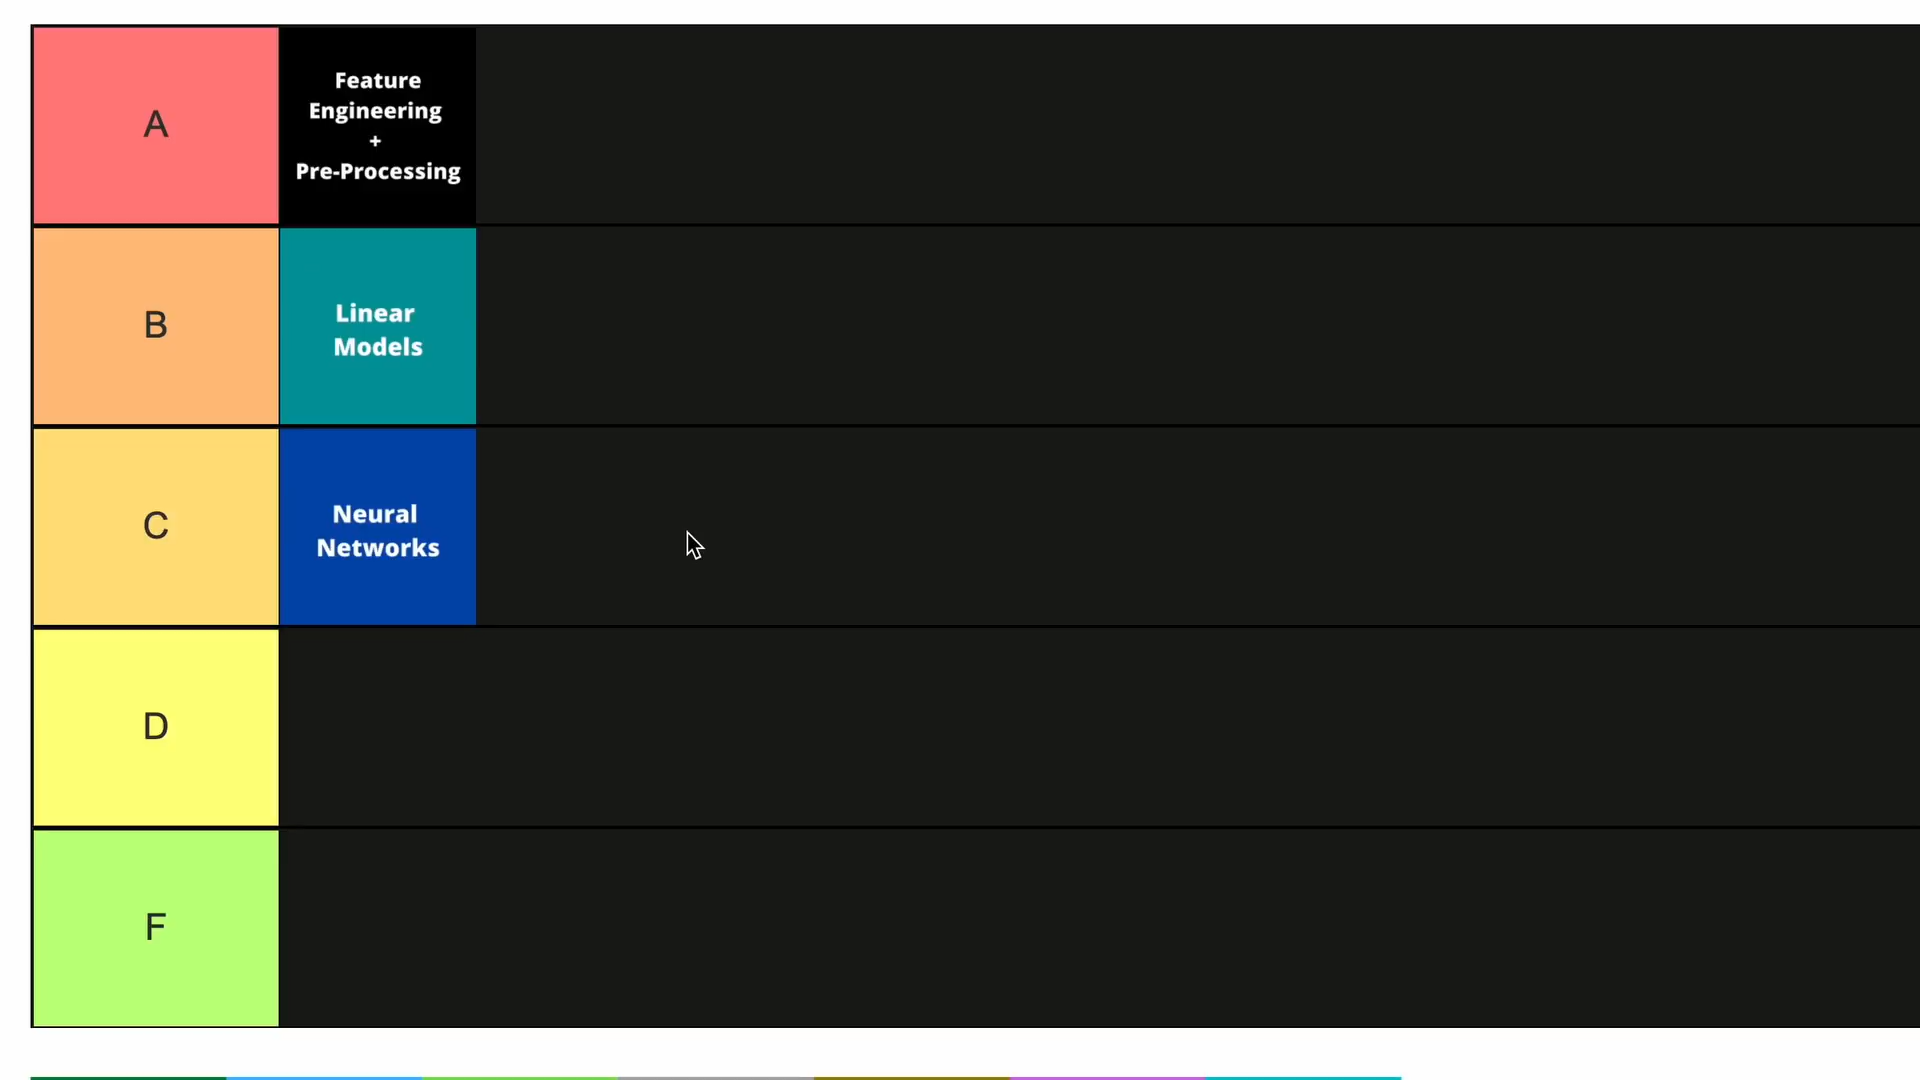 A
Feature
Engineering
+
Pre-Processing
B
Linear
Models
C
Neural
Networks
D
F